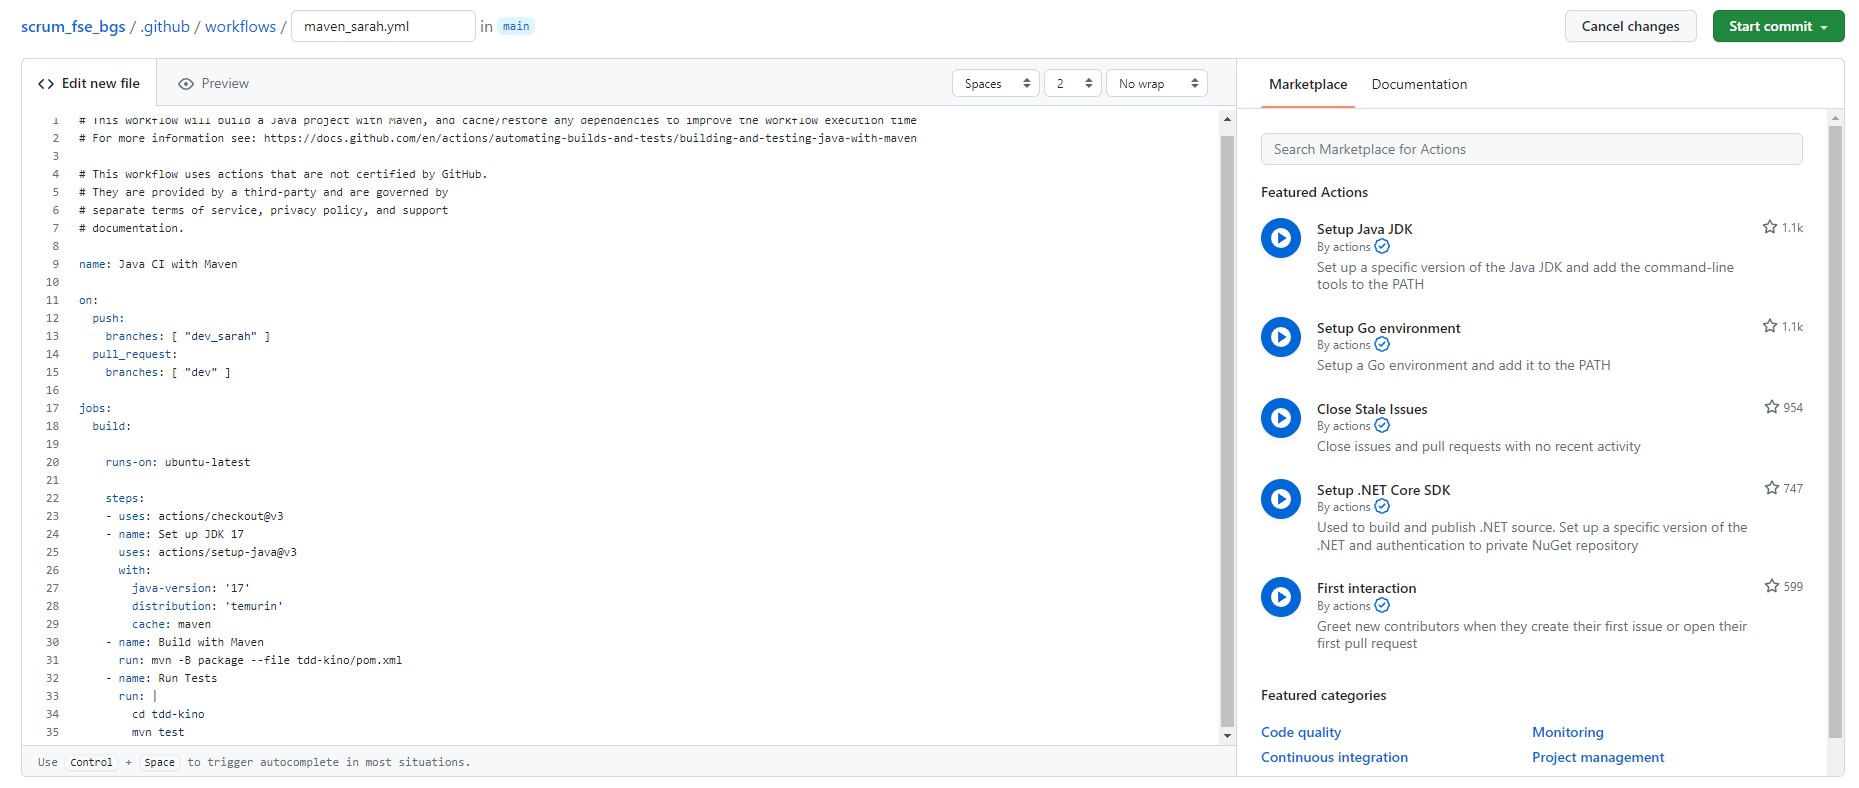 scrum_fse_bgs / .github / workflows / maven_sarah.yml in main
Cancel changes
Start commit
<> Edit new file
Preview
Spaces
2
No wrap
1 # This workflow will build a Java project with Maven, and cache/restore any dependencies to improve the workflow execution time
2 # For more information see: https://docs.github.com/en/actions/automating-builds-and-tests/building-and-testing-java-with-maven
3
4 # This workflow uses actions that are not certified by GitHub.
5 # They are provided by a third-party and are governed by
6 # separate terms of service, privacy policy, and support
7 # documentation.
8
9 name: Java CI with Maven
10
11 on:
12   push:
13     branches: [ "dev_sarah" ]
14   pull_request:
15     branches: [ "dev" ]
16
17 jobs:
18   build:
19
20     runs-on: ubuntu-latest
21
22     steps:
23     - uses: actions/checkout@v3
24     - name: Set up JDK 17
25       uses: actions/setup-java@v3
26       with:
27         java-version: '17'
28         distribution: 'temurin'
29         cache: maven
30     - name: Build with Maven
31       run: mvn -B package --file tdd-kino/pom.xml
32     - name: Run Tests
33       run: |
34         cd tdd-kino
35         mvn test
Use Control + Space to trigger autocomplete in most situations.
Marketplace
Documentation
Search Marketplace for Actions
Featured Actions
Setup Java JDK
1.1k
By actions
Set up a specific version of the Java JDK and add the command-line
tools to the PATH
Setup Go environment
1.1k
By actions
Setup a Go environment and add it to the PATH
Close Stale Issues
954
By actions
Close issues and pull requests with no recent activity
Setup .NET Core SDK
747
By actions
Used to build and publish .NET source. Set up a specific version of the
.NET and authentication to private NuGet repository
First interaction
599
By actions
Greet new contributors when they create their first issue or open their
first pull request
Featured categories
Code quality
Monitoring
Continuous integration
Project management